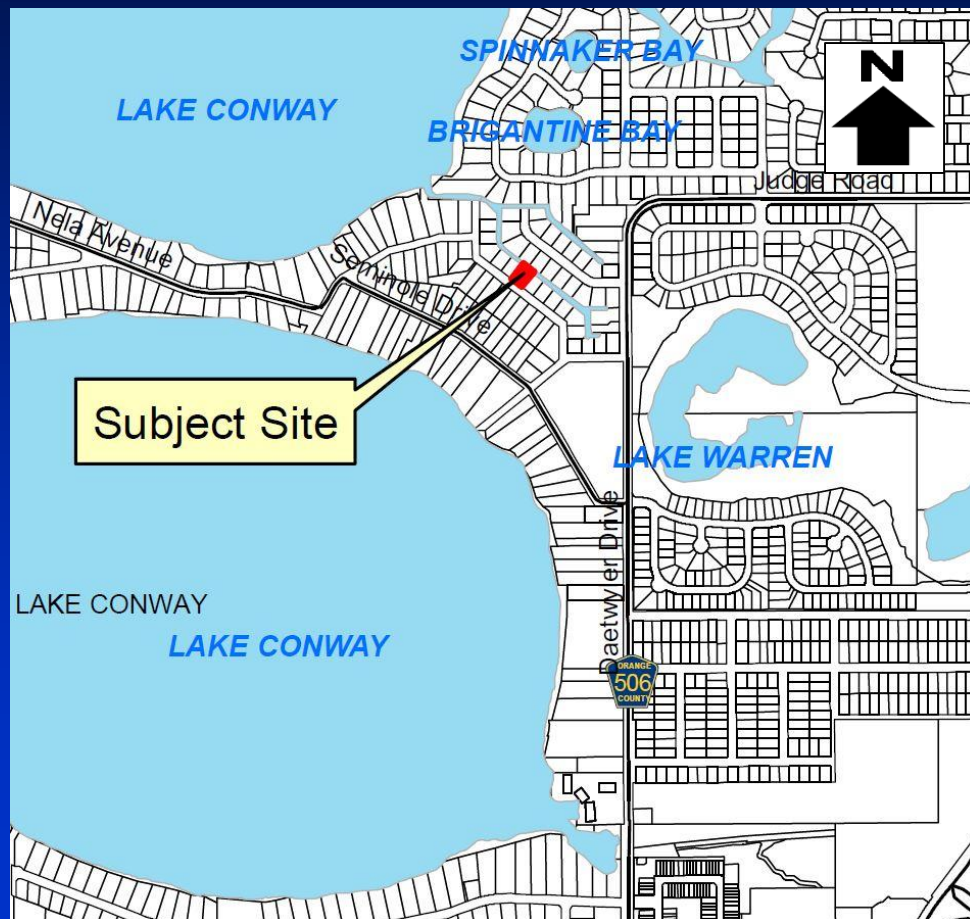 SPINNAKER BAY
N
LAKE CONWAY
BRIGANTINE BAY
Judge Road
Nela Avenue
Seminole Drive
Subject Site
LAKE WARREN
Daetwyler Drive
LAKE CONWAY
LAKE CONWAY
ORANGE
506
COUNTY